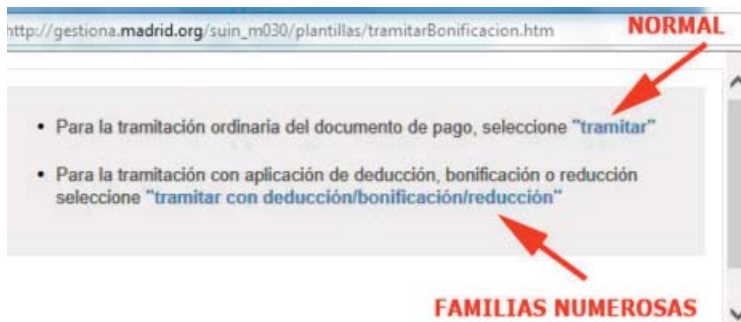 http://gestiona.madrid.org/suin_m030/plantillas/tramitarBonificacion.htm
NORMAL
• Para la tramitación ordinaria del documento de pago, seleccione "tramitar"
• Para la tramitación con aplicación de deducción, bonificación o reducción
seleccione "tramitar con deducción/bonificación/reducción"
FAMILIAS NUMEROSAS